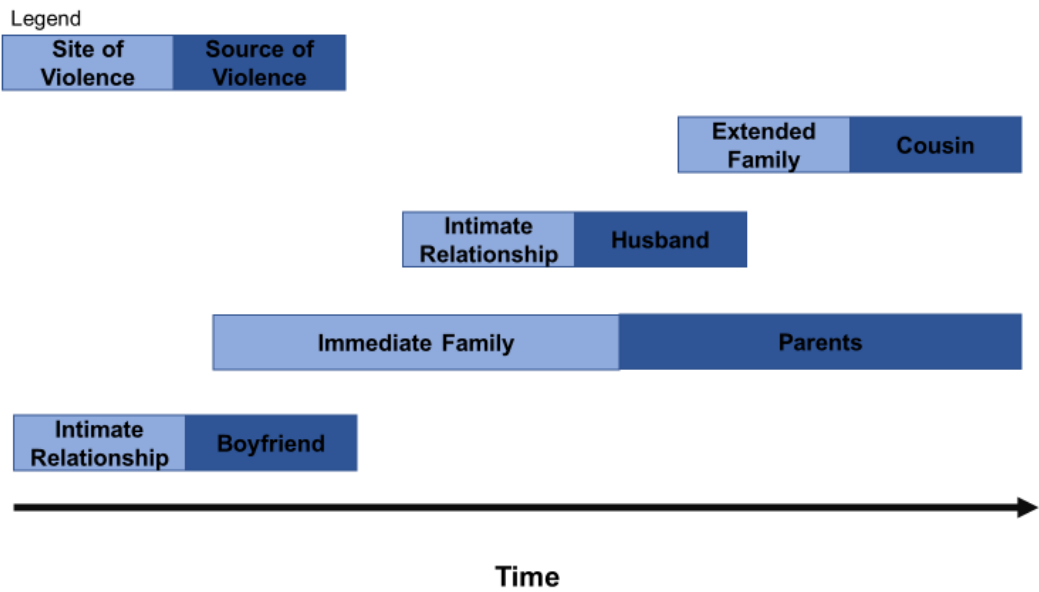 Legend
Site of
Violence
Source of
Violence
Extended
Family
Cousin
Intimate
Relationship
Husband
Immediate Family
Parents
Intimate
Relationship
Boyfriend
Time